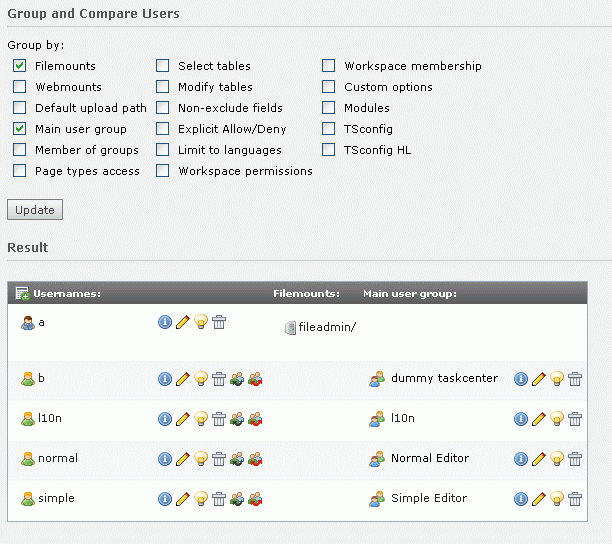 Group and Compare Users
Group by:
Filemounts Select tables Workspace membership
Webmounts Modify tables Custom options
Default upload path Non-exclude fields Modules
Main user group Explicit Allow/Deny TSconfig
Member of groups Limit to languages TSconfig HL
Page types access Workspace permissions
Update
Result
Usernames: Filemounts: Main user group:
a fileadmin/
b dummy taskcenter
l10n l10n
normal Normal Editor
simple Simple Editor